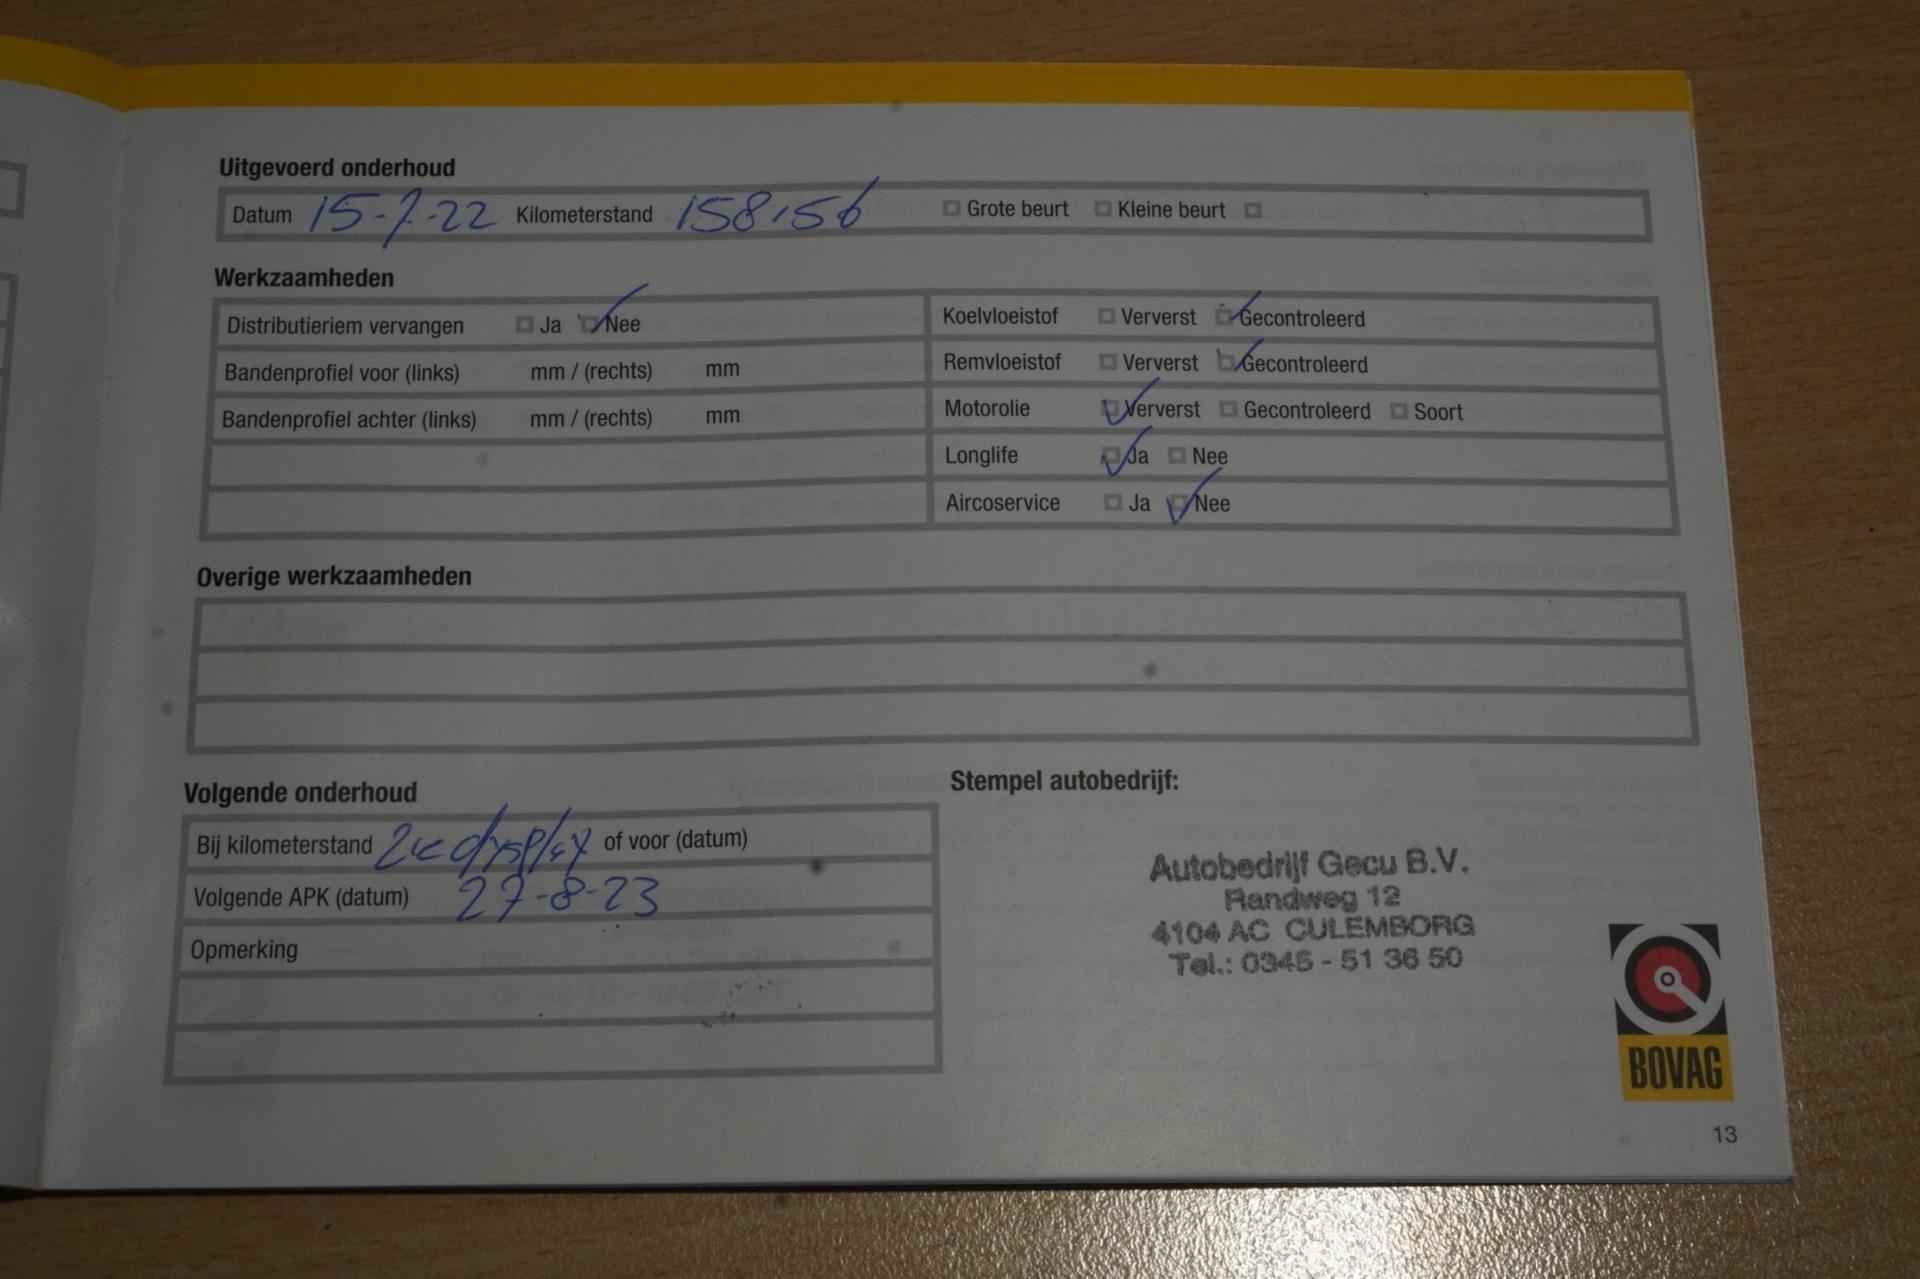 Uitgevoerd onderhoud
Datum 15-7-22 Kilometerstand 158.156 Grote beurt Kleine beurt
Werkzaamheden
Distributieriem vervangen Ja Nee
Bandenprofiel voor (links) mm / (rechts) mm
Bandenprofiel achter (links) mm / (rechts) mm
Koelvloeistof Ververst Gecontroleerd
Remvloeistof Ververst Gecontroleerd
Motorolie Ververst Gecontroleerd Soort
Longlife Ja Nee
Aircoservice Ja Nee
Overige werkzaamheden
Volgende onderhoud
Bij kilometerstand display of voor (datum)
Volgende APK (datum) 27-8-23
Opmerking
Stempel autobedrijf:
Autobedrijf Gecu B.V.
Randweg 12
4104 AC CULEMBORG
Tel.: 0345 - 51 36 50
BOVAG
13